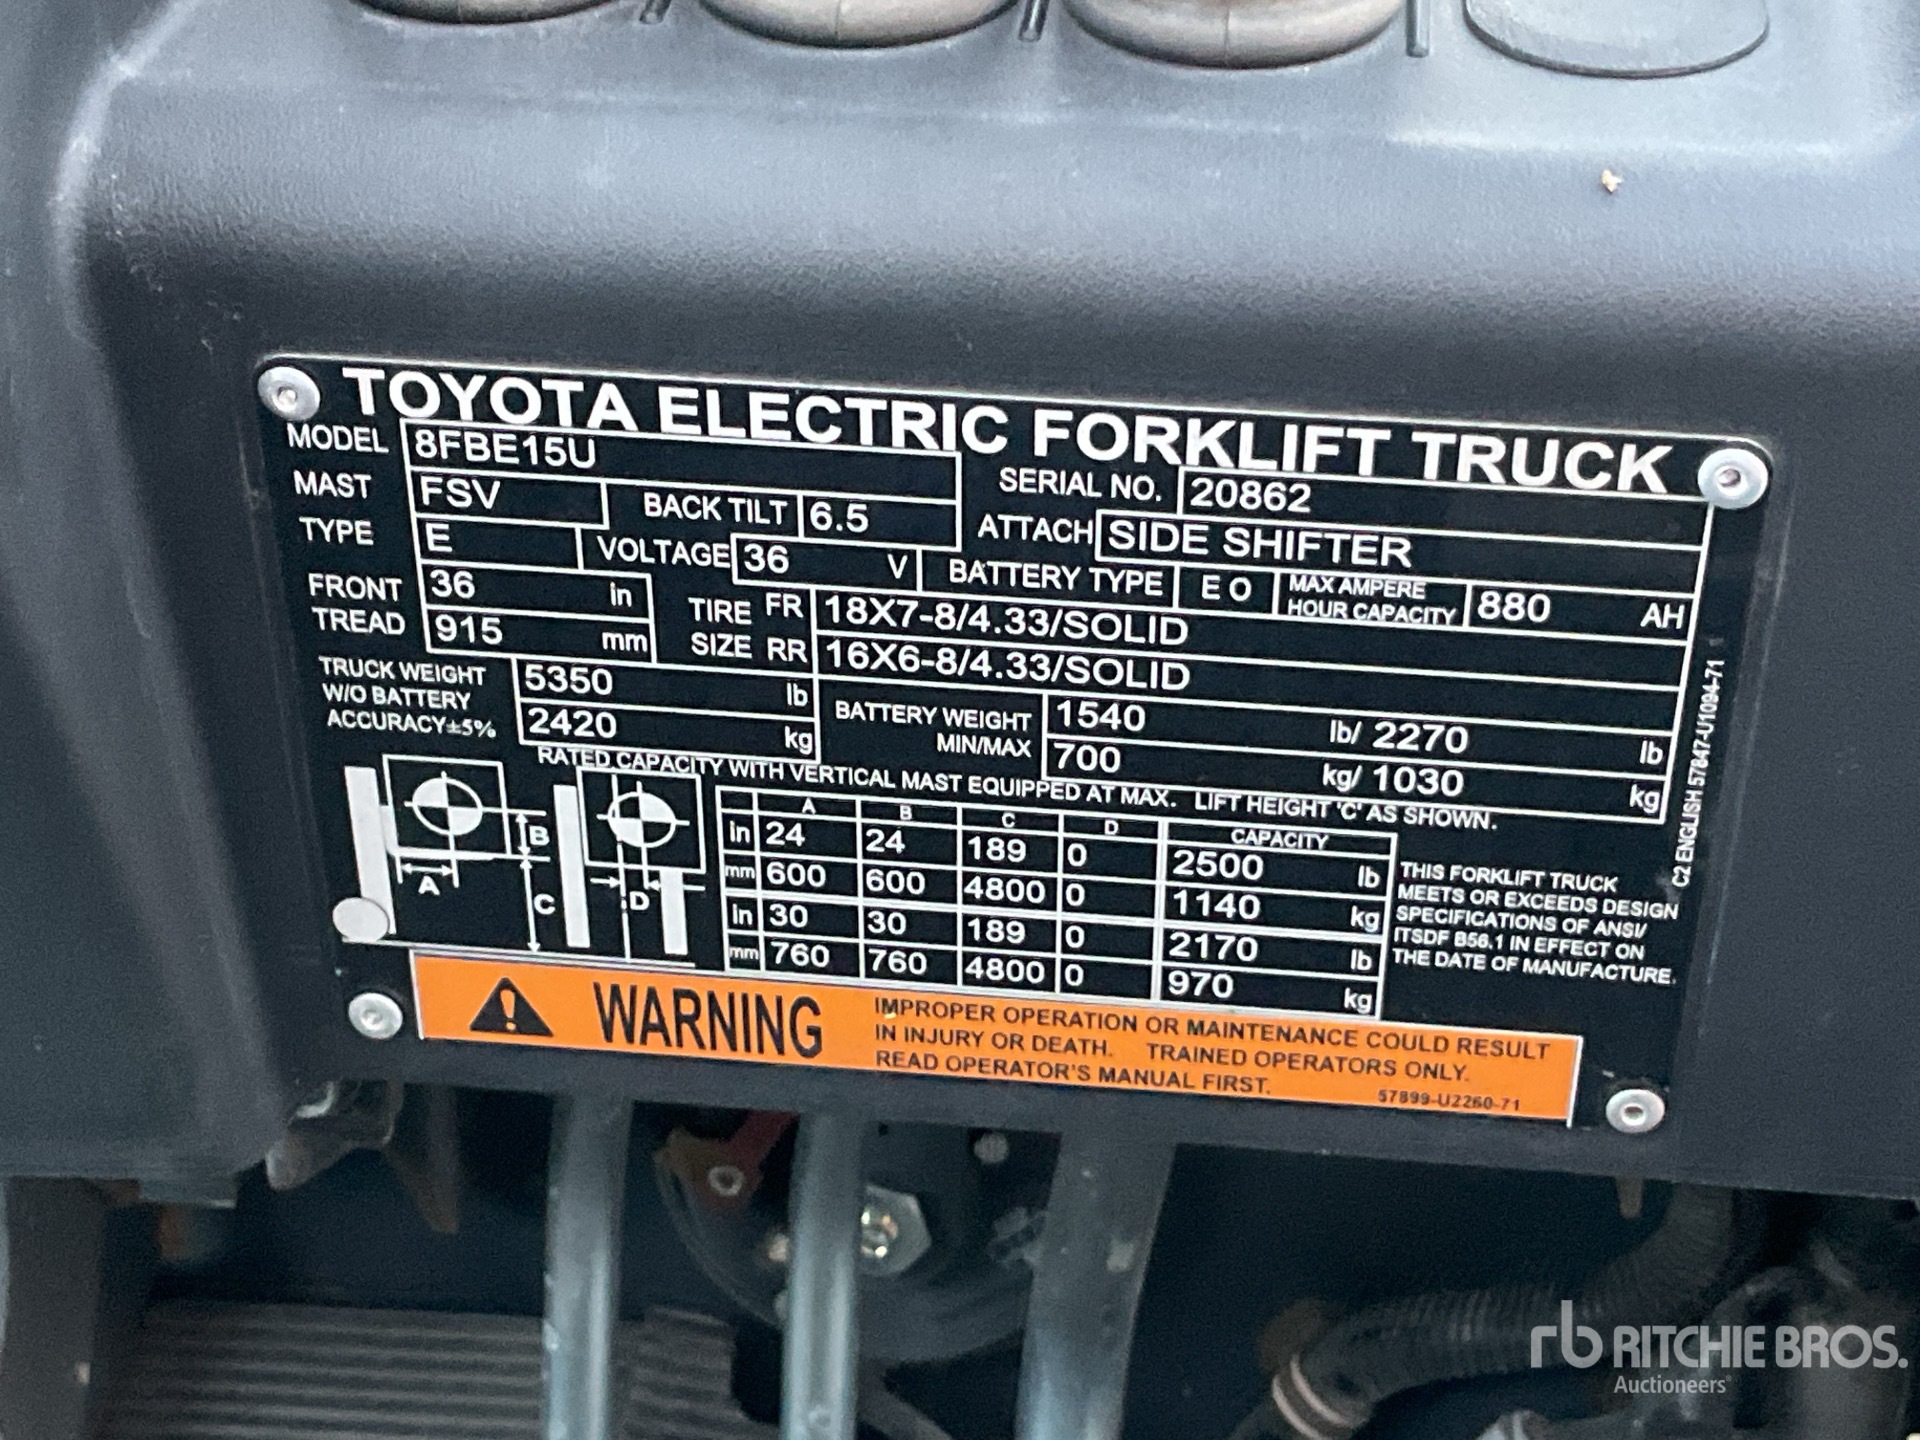 TOYOTA ELECTRIC FORKLIFT TRUCK
MODEL 8FBE15U
SERIAL NO. 20862
MAST FSV BACK TILT 6.5
ATTACH SIDE SHIFTER
TYPE E VOLTAGE 36 V BATTERY TYPE E O MAX AMPERE HOUR CAPACITY 880 AH
FRONT TREAD 36 in
915 mm
TIRE SIZE FR 18X7-8/4.33/SOLID
RR 16X6-8/4.33/SOLID
TRUCK WEIGHT
W/O BATTERY
ACCURACY±5%
5350 lb
2420 kg
BATTERY WEIGHT
MIN/MAX
1540 lb/ 2270 lb
700 kg/ 1030 kg
RATED CAPACITY WITH VERTICAL MAST EQUIPPED AT MAX. LIFT HEIGHT 'C' AS SHOWN.
A B C D
A B C D CAPACITY
in 24 24 189 0 2500 lb
mm 600 600 4800 0 1140 kg
in 30 30 189 0 2170 lb
mm 760 760 4800 0 970 kg
THIS FORKLIFT TRUCK
MEETS OR EXCEEDS DESIGN
SPECIFICATIONS OF ANSI/
ITSDF B56.1 IN EFFECT ON
THE DATE OF MANUFACTURE.
C2 ENGLISH 57847-U1094-71
WARNING
IMPROPER OPERATION OR MAINTENANCE COULD RESULT
IN INJURY OR DEATH. TRAINED OPERATORS ONLY.
READ OPERATOR'S MANUAL FIRST.
57899-U2260-71
rb RITCHIE BROS.
Auctioneers